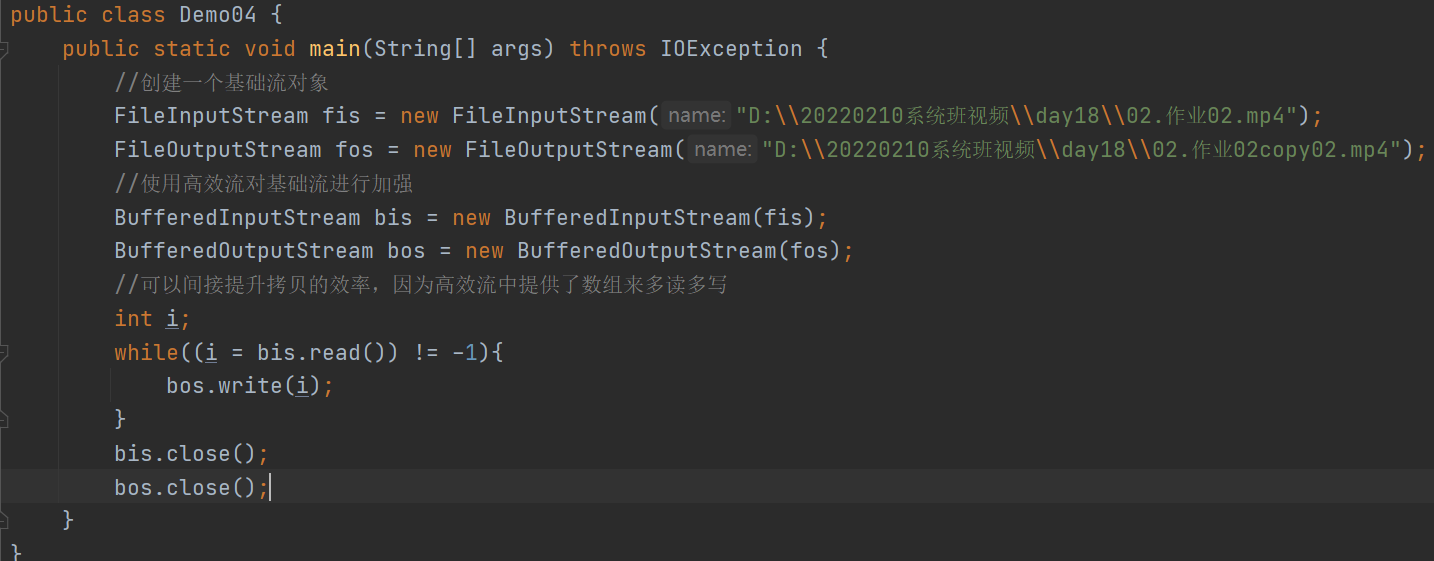 public class Demo04 {
public static void main(String[] args) throws IOException {
//创建一个基础流对象
FileInputStream fis = new FileInputStream( name: "D:\\20220210系统班视频\\day18\\02.作业02.mp4");
FileOutputStream fos = new FileOutputStream( name: "D:\\20220210系统班视频\\day18\\02.作业02copy02.mp4");
//使用高效流对基础流进行加强
BufferedInputStream bis = new BufferedInputStream(fis);
BufferedOutputStream bos = new BufferedOutputStream(fos);
//可以间接提升拷贝的效率，因为高效流中提供了数组来多读多写
int i;
while((i = bis.read()) != -1){
bos.write(i);
}
bis.close();
bos.close();
}
}